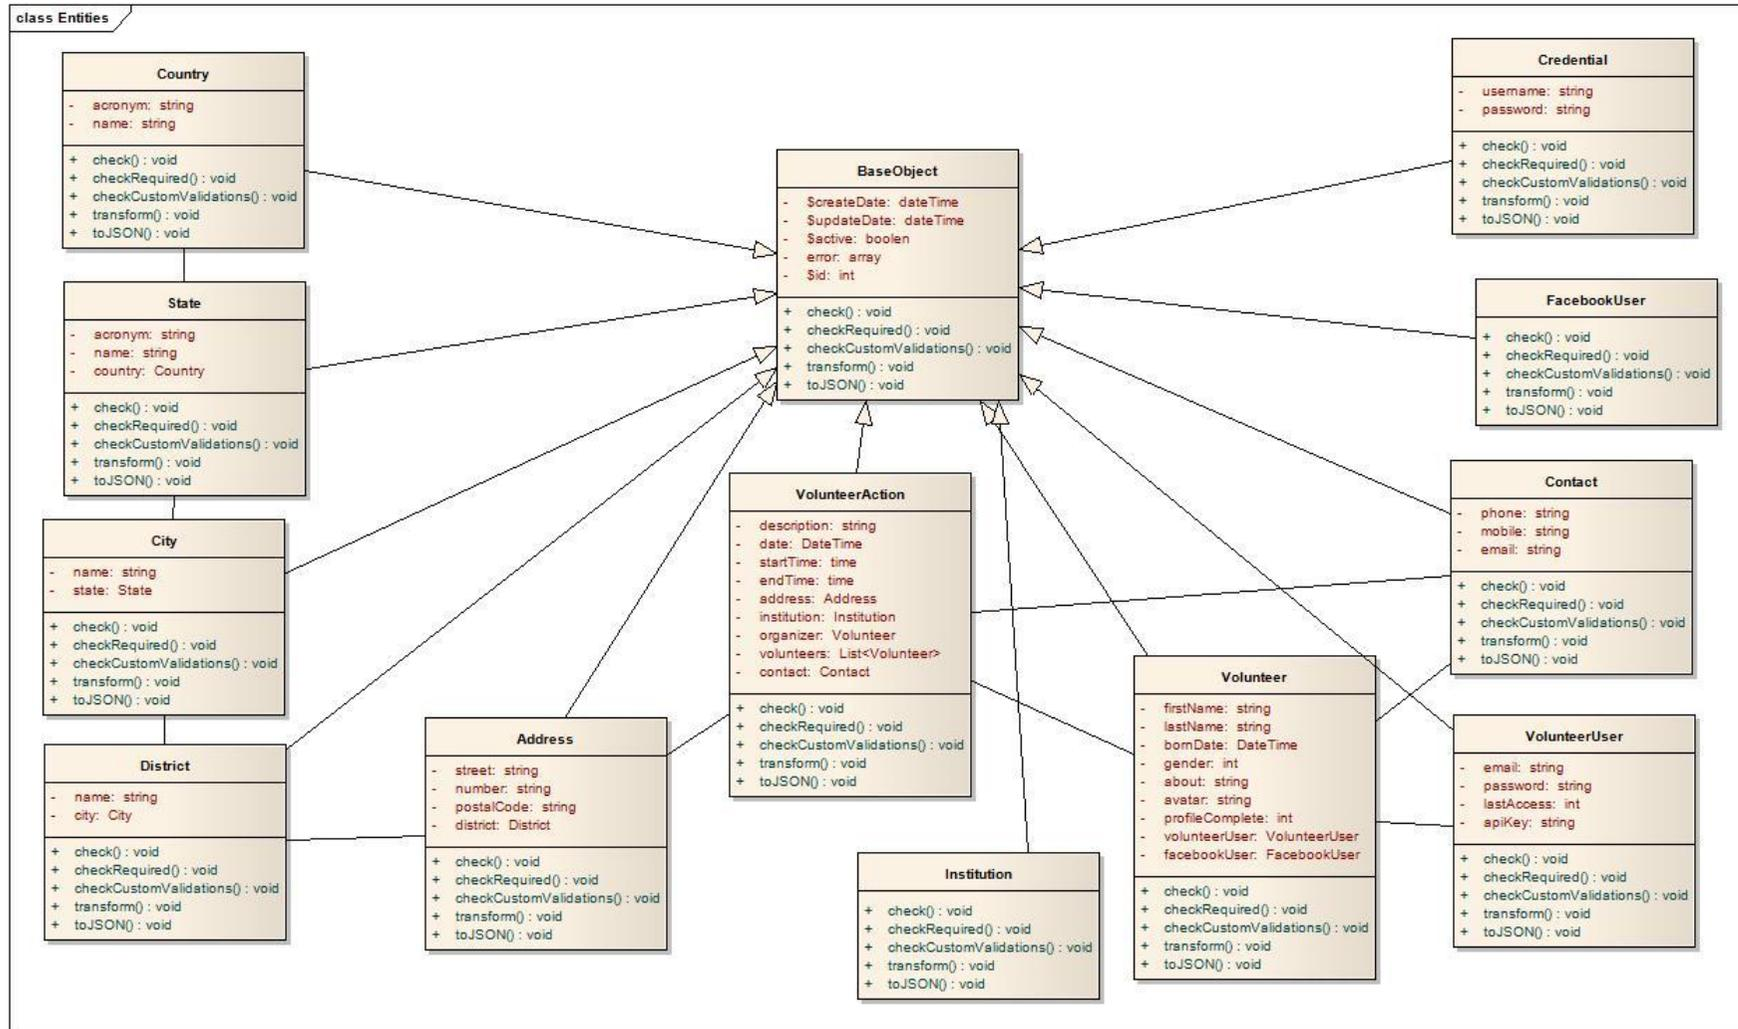 class Entities
Country
- acronym: string
- name: string
+ check() : void
+ checkRequired() : void
+ checkCustomValidations() : void
+ transform() : void
+ toJSON() : void
State
- acronym: string
- name: string
- country: Country
+ check() : void
+ checkRequired() : void
+ checkCustomValidations() : void
+ transform() : void
+ toJSON() : void
City
- name: string
- state: State
+ check() : void
+ checkRequired() : void
+ checkCustomValidations() : void
+ transform() : void
+ toJSON() : void
District
- name: string
- city: City
+ check() : void
+ checkRequired() : void
+ checkCustomValidations() : void
+ transform() : void
+ toJSON() : void
Address
- street: string
- number: string
- postalCode: string
- district: District
+ check() : void
+ checkRequired() : void
+ checkCustomValidations() : void
+ transform() : void
+ toJSON() : void
BaseObject
- $createDate: dateTime
- $updateDate: dateTime
- $active: boolen
- error: array
- $id: int
+ check() : void
+ checkRequired() : void
+ checkCustomValidations() : void
+ transform() : void
+ toJSON() : void
VolunteerAction
- description: string
- date: DateTime
- startTime: time
- endTime: time
- address: Address
- institution: Institution
- organizer: Volunteer
- volunteers: List<Volunteer>
- contact: Contact
+ check() : void
+ checkRequired() : void
+ checkCustomValidations() : void
+ transform() : void
+ toJSON() : void
Institution
+ check() : void
+ checkRequired() : void
+ checkCustomValidations() : void
+ transform() : void
+ toJSON() : void
Volunteer
- firstName: string
- lastName: string
- bornDate: DateTime
- gender: int
- about: string
- avatar: string
- profileComplete: int
- volunteerUser: VolunteerUser
- facebookUser: FacebookUser
+ check() : void
+ checkRequired() : void
+ checkCustomValidations() : void
+ transform() : void
+ toJSON() : void
Credential
- username: string
- password: string
+ check() : void
+ checkRequired() : void
+ checkCustomValidations() : void
+ transform() : void
+ toJSON() : void
FacebookUser
+ check() : void
+ checkRequired() : void
+ checkCustomValidations() : void
+ transform() : void
+ toJSON() : void
Contact
- phone: string
- mobile: string
- email: string
+ check() : void
+ checkRequired() : void
+ checkCustomValidations() : void
+ transform() : void
+ toJSON() : void
VolunteerUser
- email: string
- password: string
- lastAccess: int
- apiKey: string
+ check() : void
+ checkRequired() : void
+ checkCustomValidations() : void
+ transform() : void
+ toJSON() : void